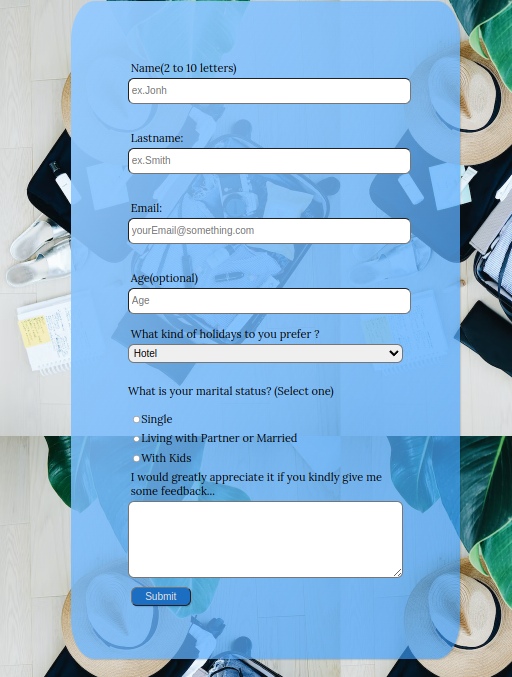 Name(2 to 10 letters)
ex.Jonh
Lastname:
ex.Smith
Email:
yourEmail@something.com
Age(optional)
Age
What kind of holidays to you prefer ?
Hotel
What is your marital status? (Select one)
Single
Living with Partner or Married
With Kids
I would greatly appreciate it if you kindly give me
some feedback...
Submit